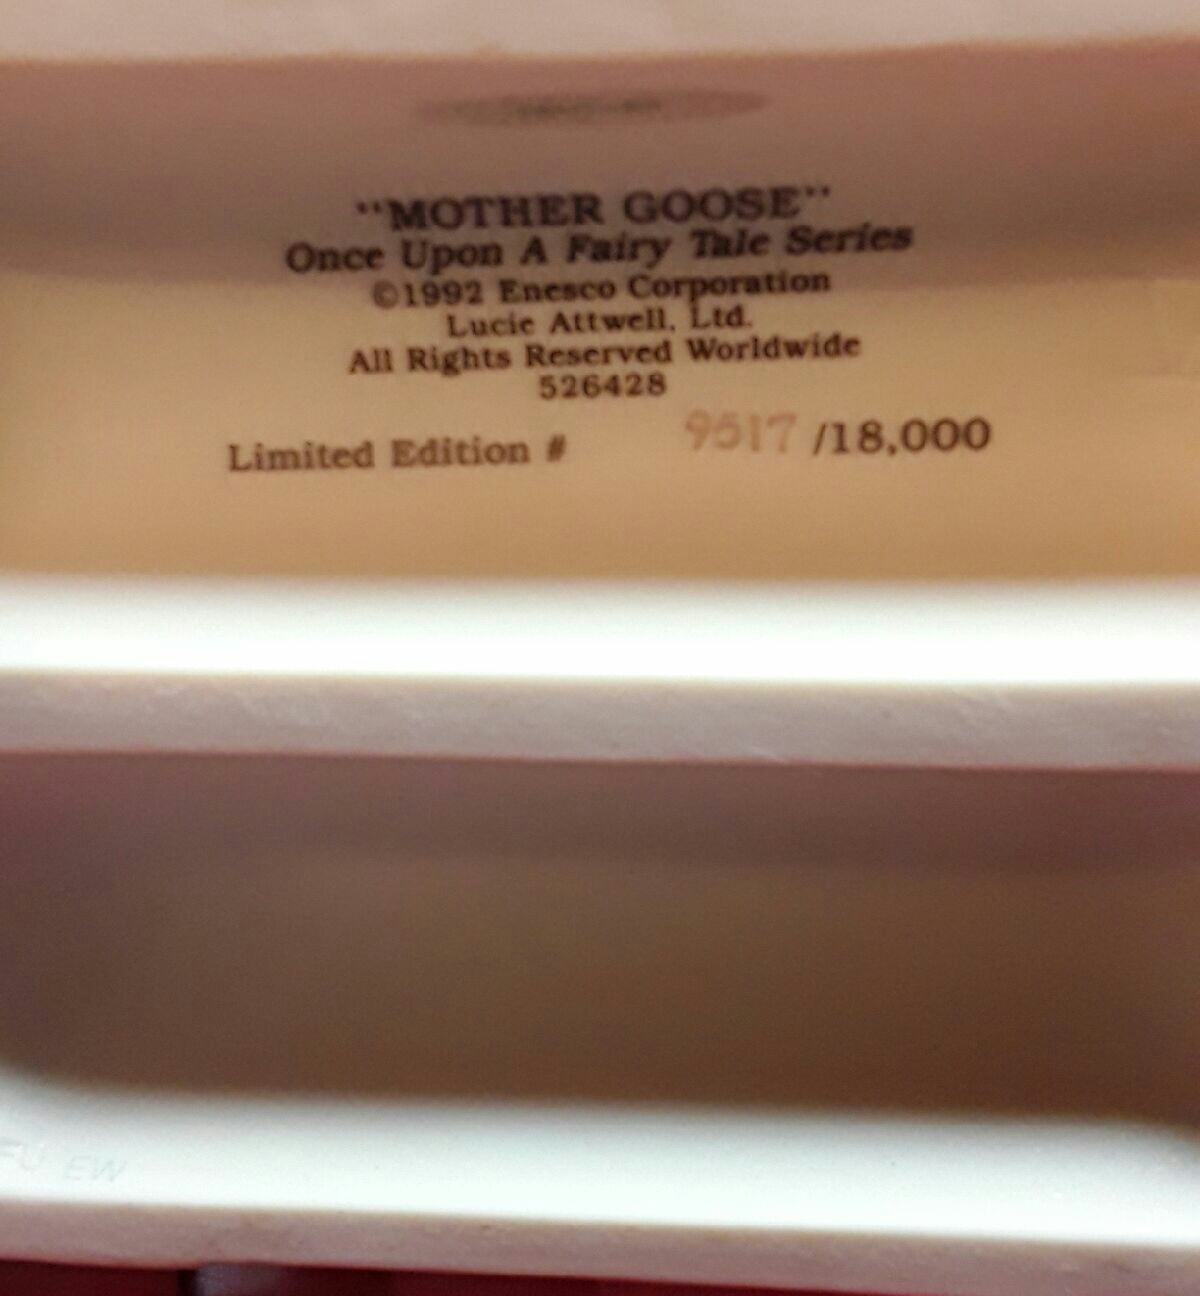 "MOTHER GOOSE"
Once Upon A Fairy Tale Series
©1992 Enesco Corporation
Lucie Attwell, Ltd.
All Rights Reserved Worldwide
526428
Limited Edition # 9517 /18,000
EW